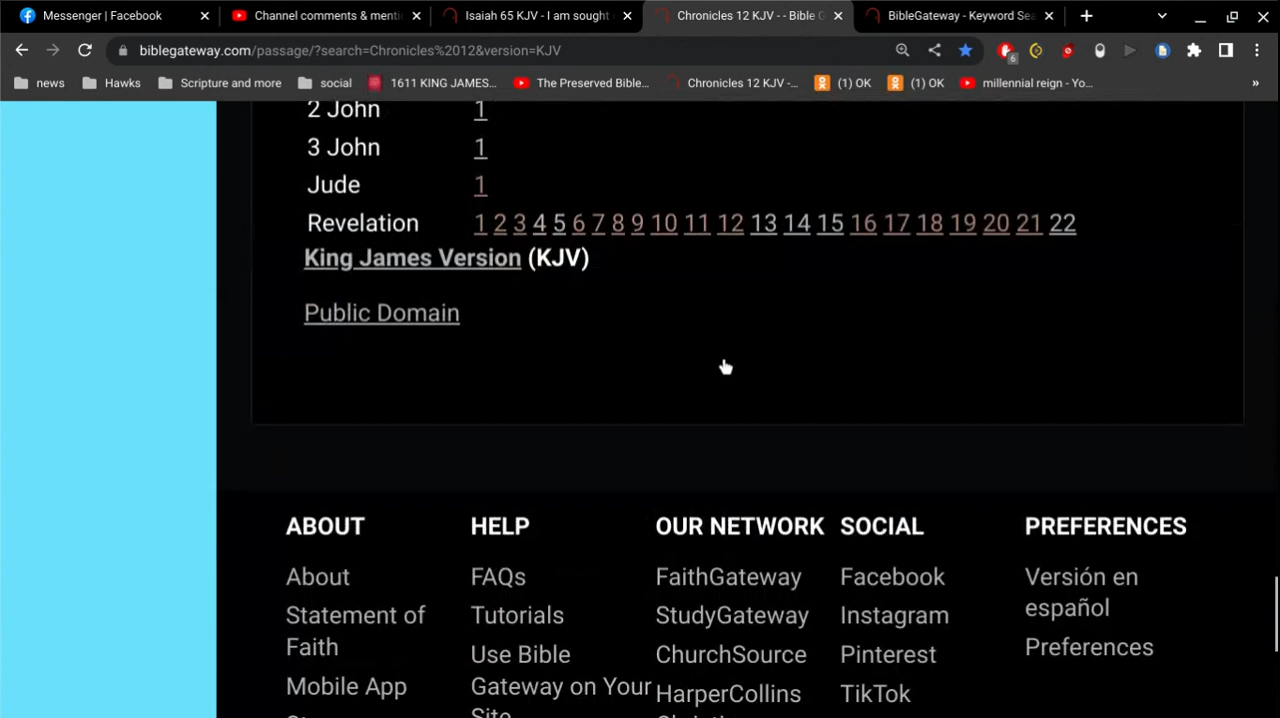 Messenger | Facebook
Channel comments & menti
Isaiah 65 KJV - I am sought
Chronicles 12 KJV - - Bible G
BibleGateway - Keyword Sea
biblegateway.com/passage/?search=Chronicles%2012&version=KJV
6
news
Hawks
Scripture and more
social
1611 KING JAMES...
The Preserved Bible...
Chronicles 12 KJV -...
(1) OK
(1) OK
millennial reign - Yo...
»
2 John 1
3 John 1
Jude 1
Revelation 1 2 3 4 5 6 7 8 9 10 11 12 13 14 15 16 17 18 19 20 21 22
King James Version (KJV)
Public Domain
ABOUT
About
Statement of
Faith
Mobile App
HELP
FAQs
Tutorials
Use Bible
Gateway on Your
Site
OUR NETWORK
FaithGateway
StudyGateway
ChurchSource
HarperCollins
SOCIAL
Facebook
Instagram
Pinterest
TikTok
PREFERENCES
Versión en
español
Preferences